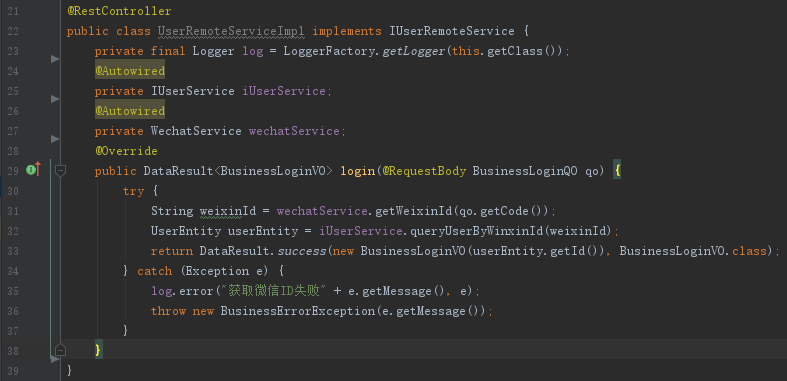 21 @RestController
22 public class UserRemoteServiceImpl implements IUserRemoteService {
23 private final Logger log = LoggerFactory.getLogger(this.getClass());
24 @Autowired
25 private IUserService iUserService;
26 @Autowired
27 private WechatService wechatService;
28 @Override
29 public DataResult<BusinessLoginVO> login(@RequestBody BusinessLoginQO qo) {
30 try {
31 String weixinId = wechatService.getWeixinId(qo.getCode());
32 UserEntity userEntity = iUserService.queryUserByWinxinId(weixinId);
33 return DataResult.success(new BusinessLoginVO(userEntity.getId()), BusinessLoginVO.class);
34 } catch (Exception e) {
35 log.error("获取微信ID失败" + e.getMessage(), e);
36 throw new BusinessErrorException(e.getMessage());
37 }
38 }
39 }